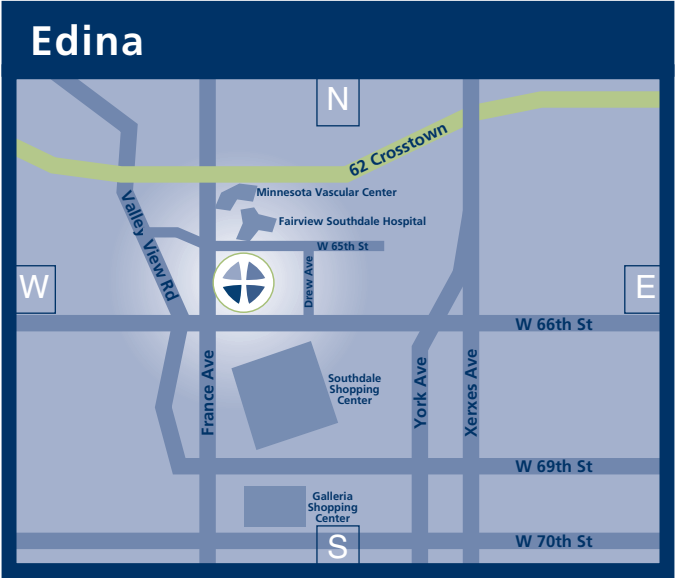 Edina
N
62 Crosstown
Minnesota Vascular Center
Valley View Rd
Fairview Southdale Hospital
W 65th St
Drew Ave
W
E
W 66th St
France Ave
Southdale
Shopping
Center
York Ave
Xerxes Ave
W 69th St
Galleria
Shopping
Center
S
W 70th St